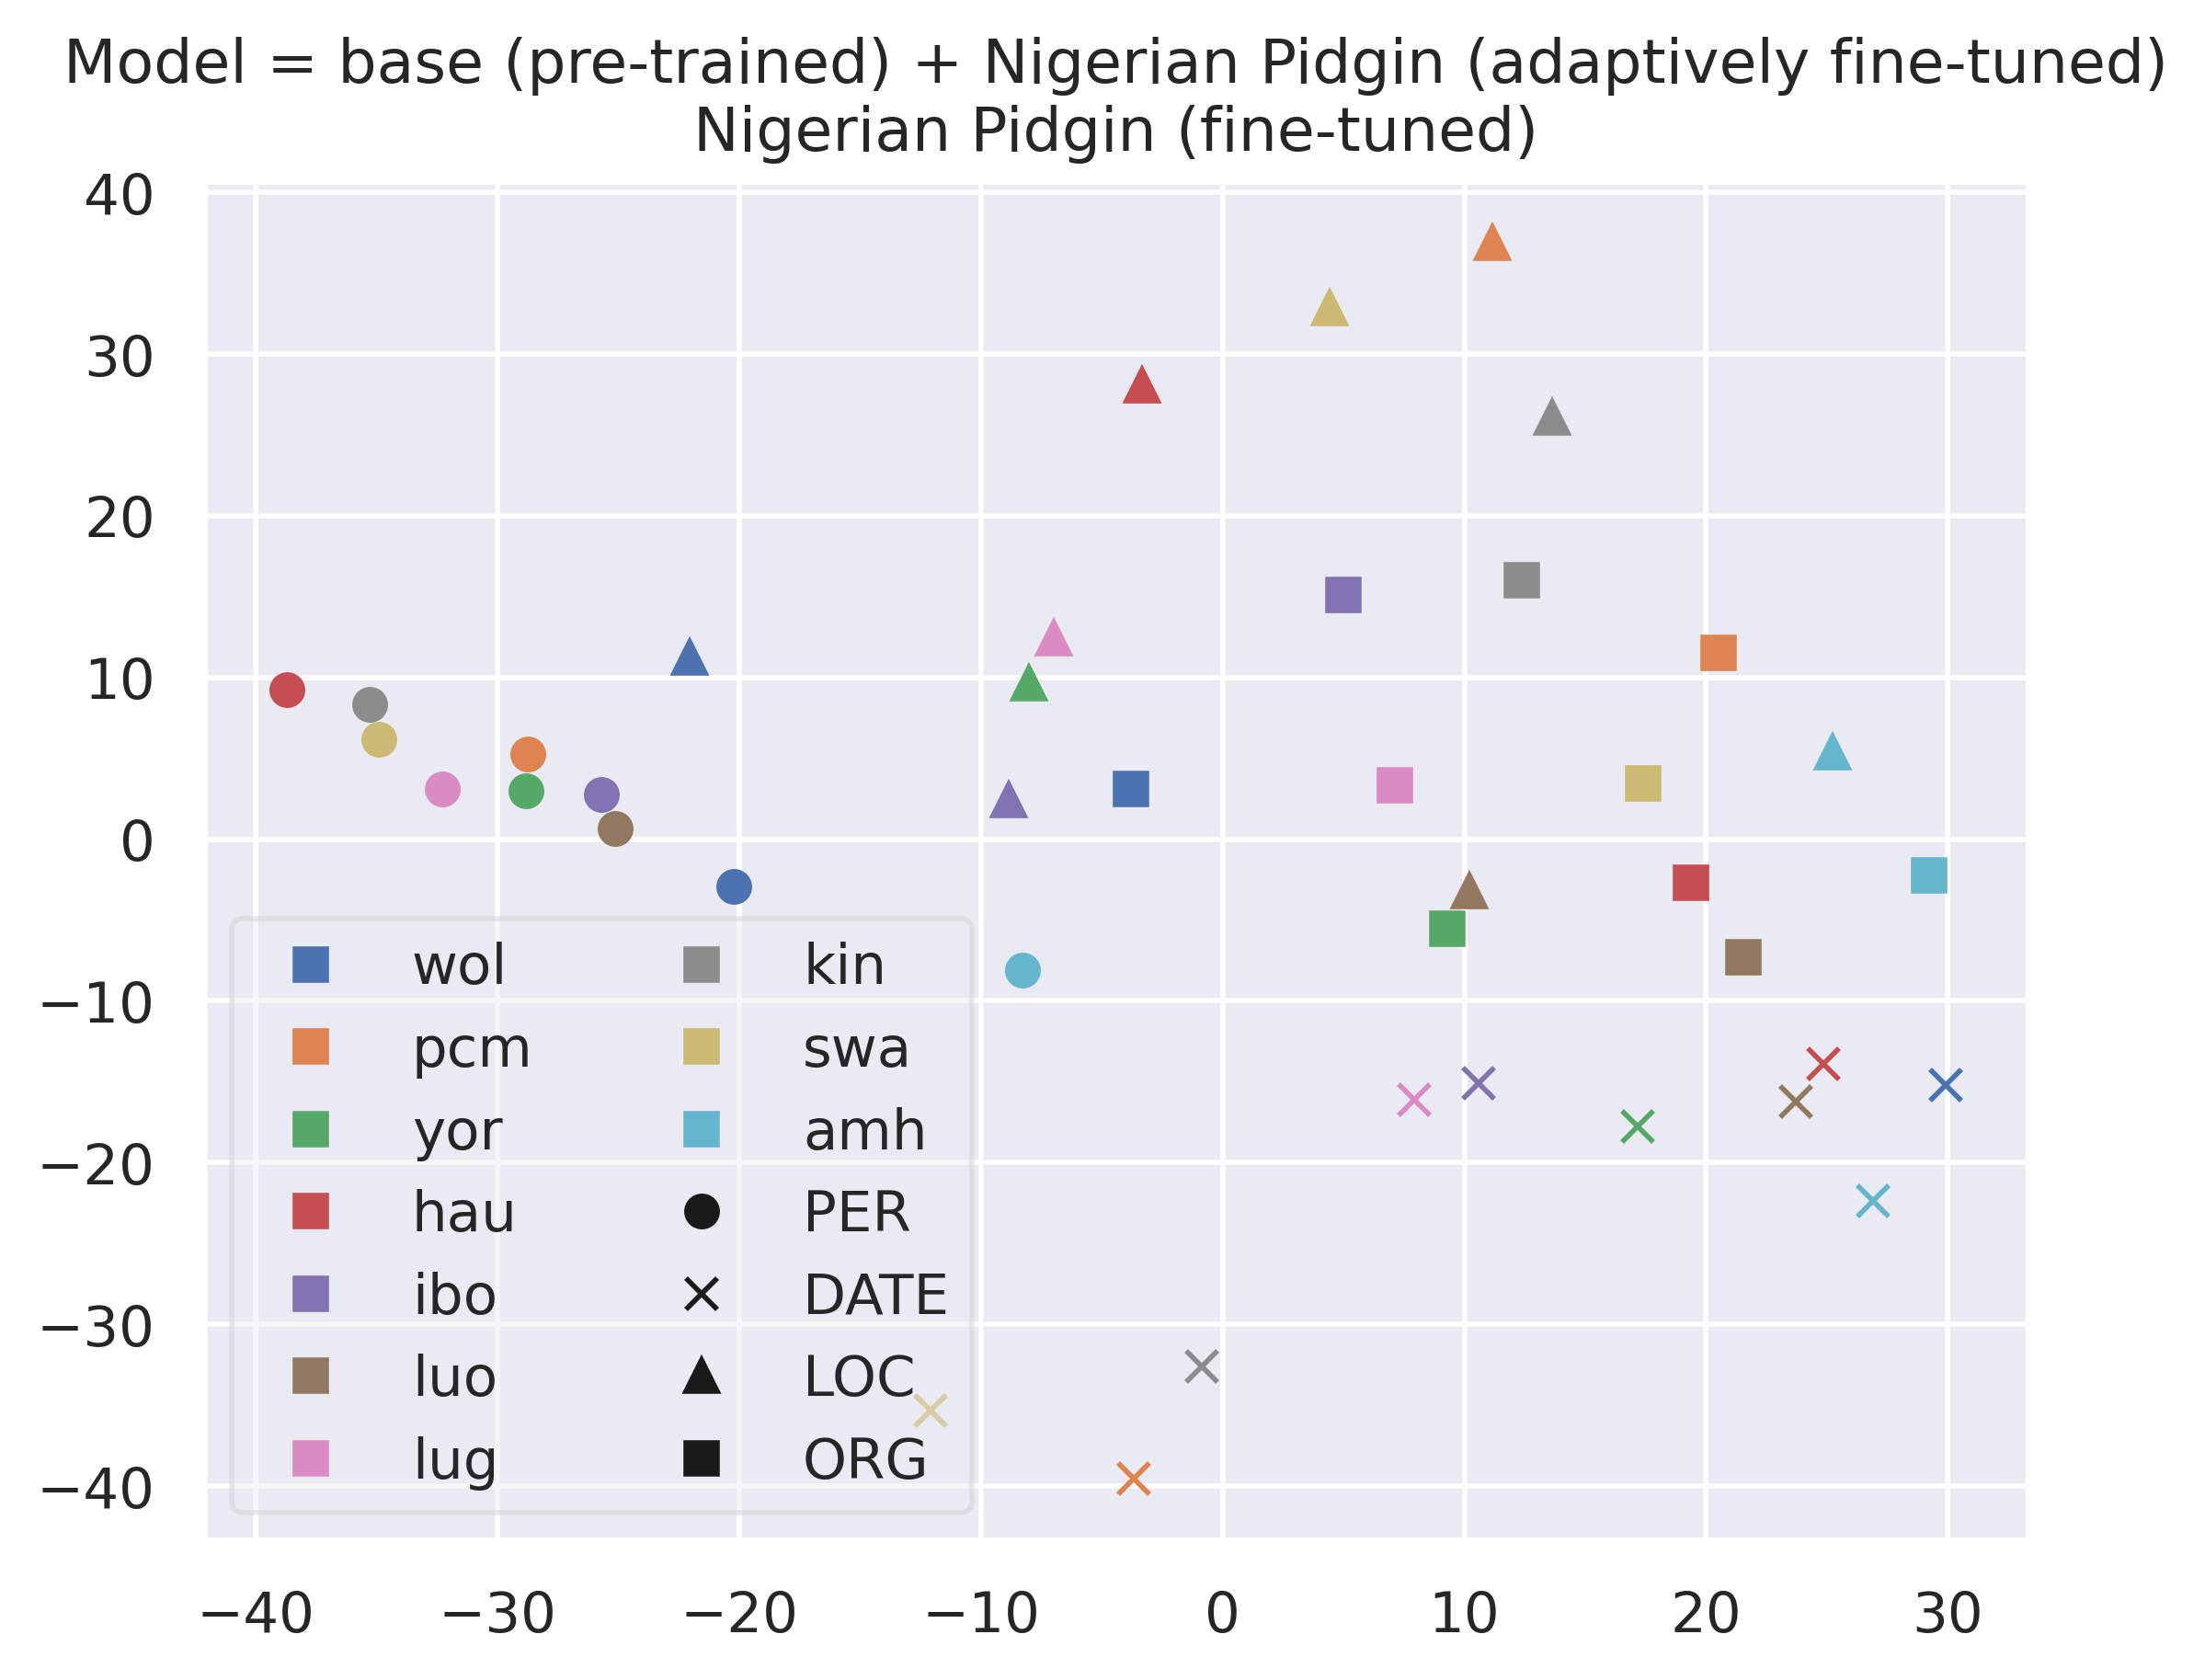 Model = base (pre-trained) + Nigerian Pidgin (adaptively fine-tuned)
Nigerian Pidgin (fine-tuned)
40
30
20
10
0
−10
−20
−30
−40
wol
pcm
yor
hau
ibo
luo
lug
kin
swa
amh
PER
DATE
LOC
ORG
−40 −30 −20 −10 0 10 20 30